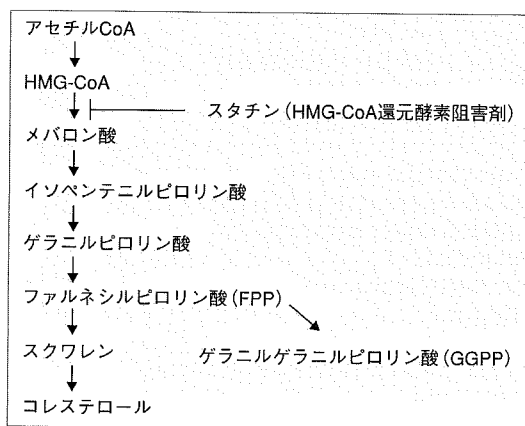 アセチルCoA
HMG-CoA
スタチン(HMG-CoA還元酵素阻害剤)
メバロン酸
イソペンテニルピロリン酸
ゲラニルピロリン酸
ファルネシルピロリン酸(FPP)
スクワレン
ゲラニルゲラニルピロリン酸(GGPP)
コレステロール